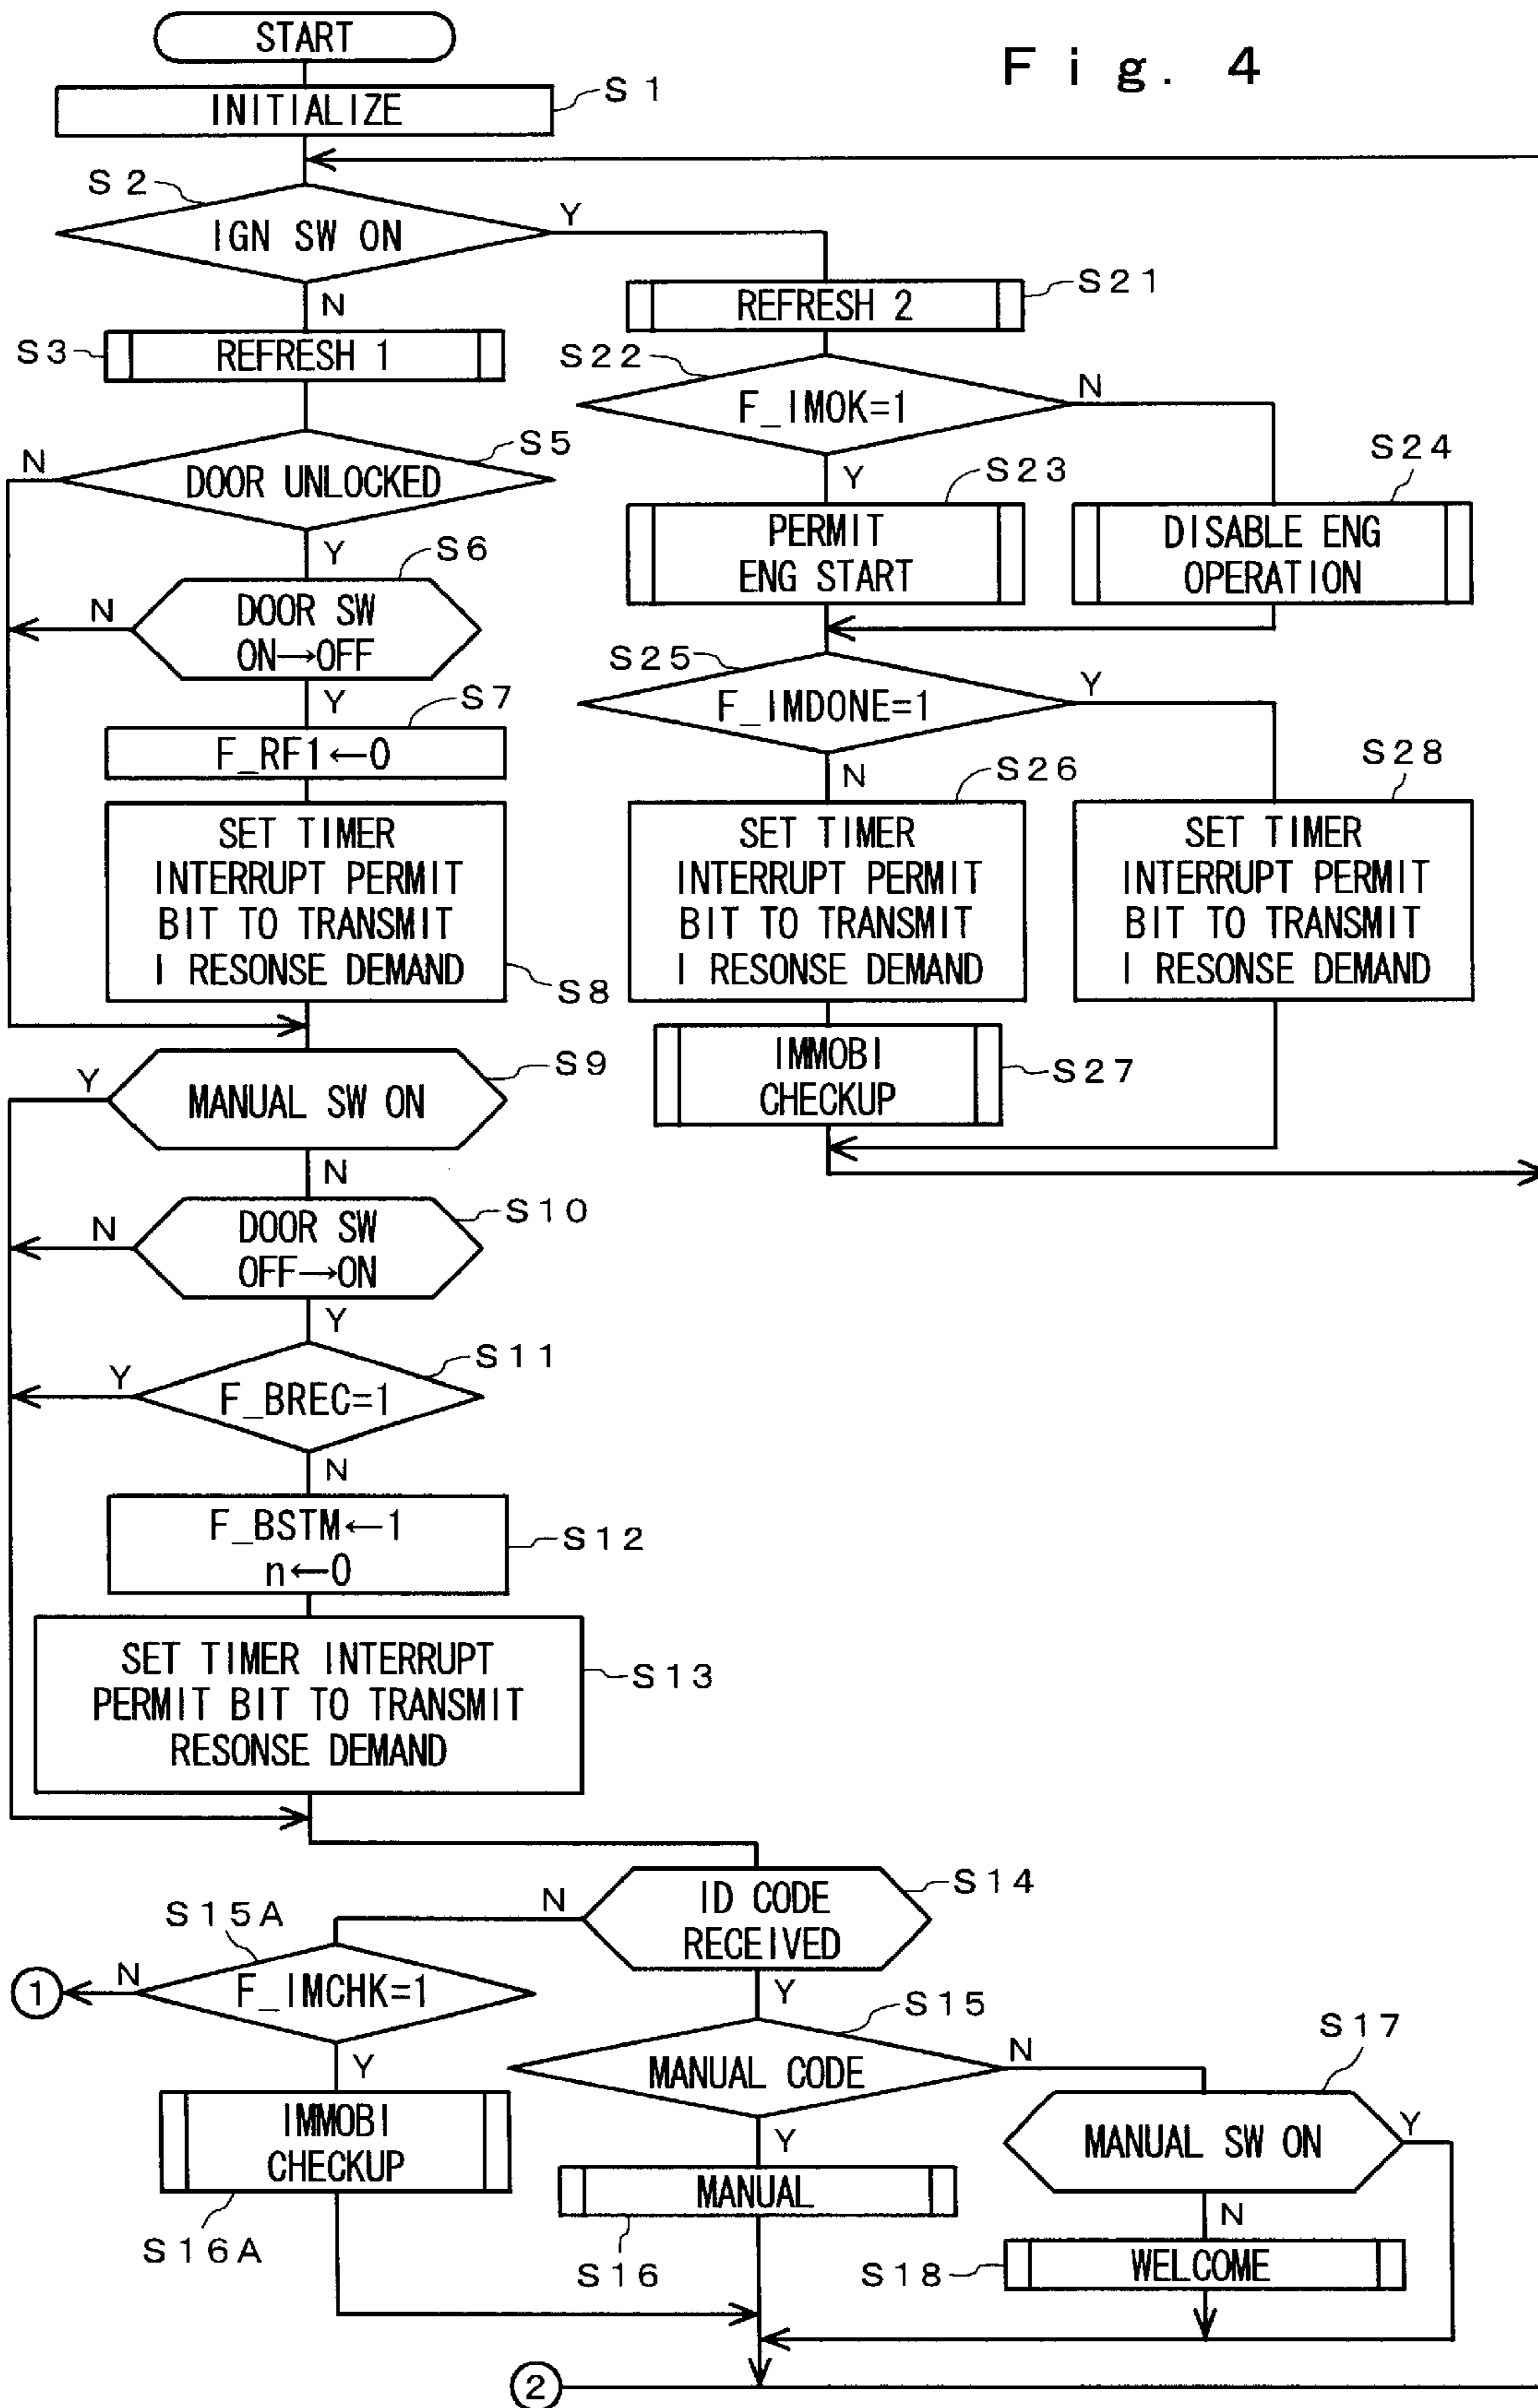 Fig. 4
START
INITIALIZE
S1
S2
IGN SW ON
Y
N
S3
REFRESH 1
S5
DOOR UNLOCKED
N
Y
S6
DOOR SW
ON→OFF
N
Y
S7
F_RF1←0
SET TIMER
INTERRUPT PERMIT
BIT TO TRANSMIT
I RESONSE DEMAND
S8
S9
MANUAL SW ON
Y
N
S10
DOOR SW
OFF→ON
N
Y
S11
F_BREC=1
Y
N
F_BSTM←1
n←0
S12
SET TIMER INTERRUPT
PERMIT BIT TO TRANSMIT
RESONSE DEMAND
S13
REFRESH 2
S21
S22
F_IMOK=1
N
Y
S23
PERMIT
ENG START
S24
DISABLE ENG
OPERATION
S25
F_IMDONE=1
Y
N
S26
SET TIMER
INTERRUPT PERMIT
BIT TO TRANSMIT
I RESONSE DEMAND
S28
SET TIMER
INTERRUPT PERMIT
BIT TO TRANSMIT
I RESONSE DEMAND
IMMOBI
CHECKUP
S27
ID CODE
RECEIVED
S14
N
Y
S15A
F_IMCHK=1
N
1
Y
IMMOBI
CHECKUP
S16A
S15
MANUAL CODE
N
Y
MANUAL
S16
S17
MANUAL SW ON
Y
N
S18
WELCOME
2